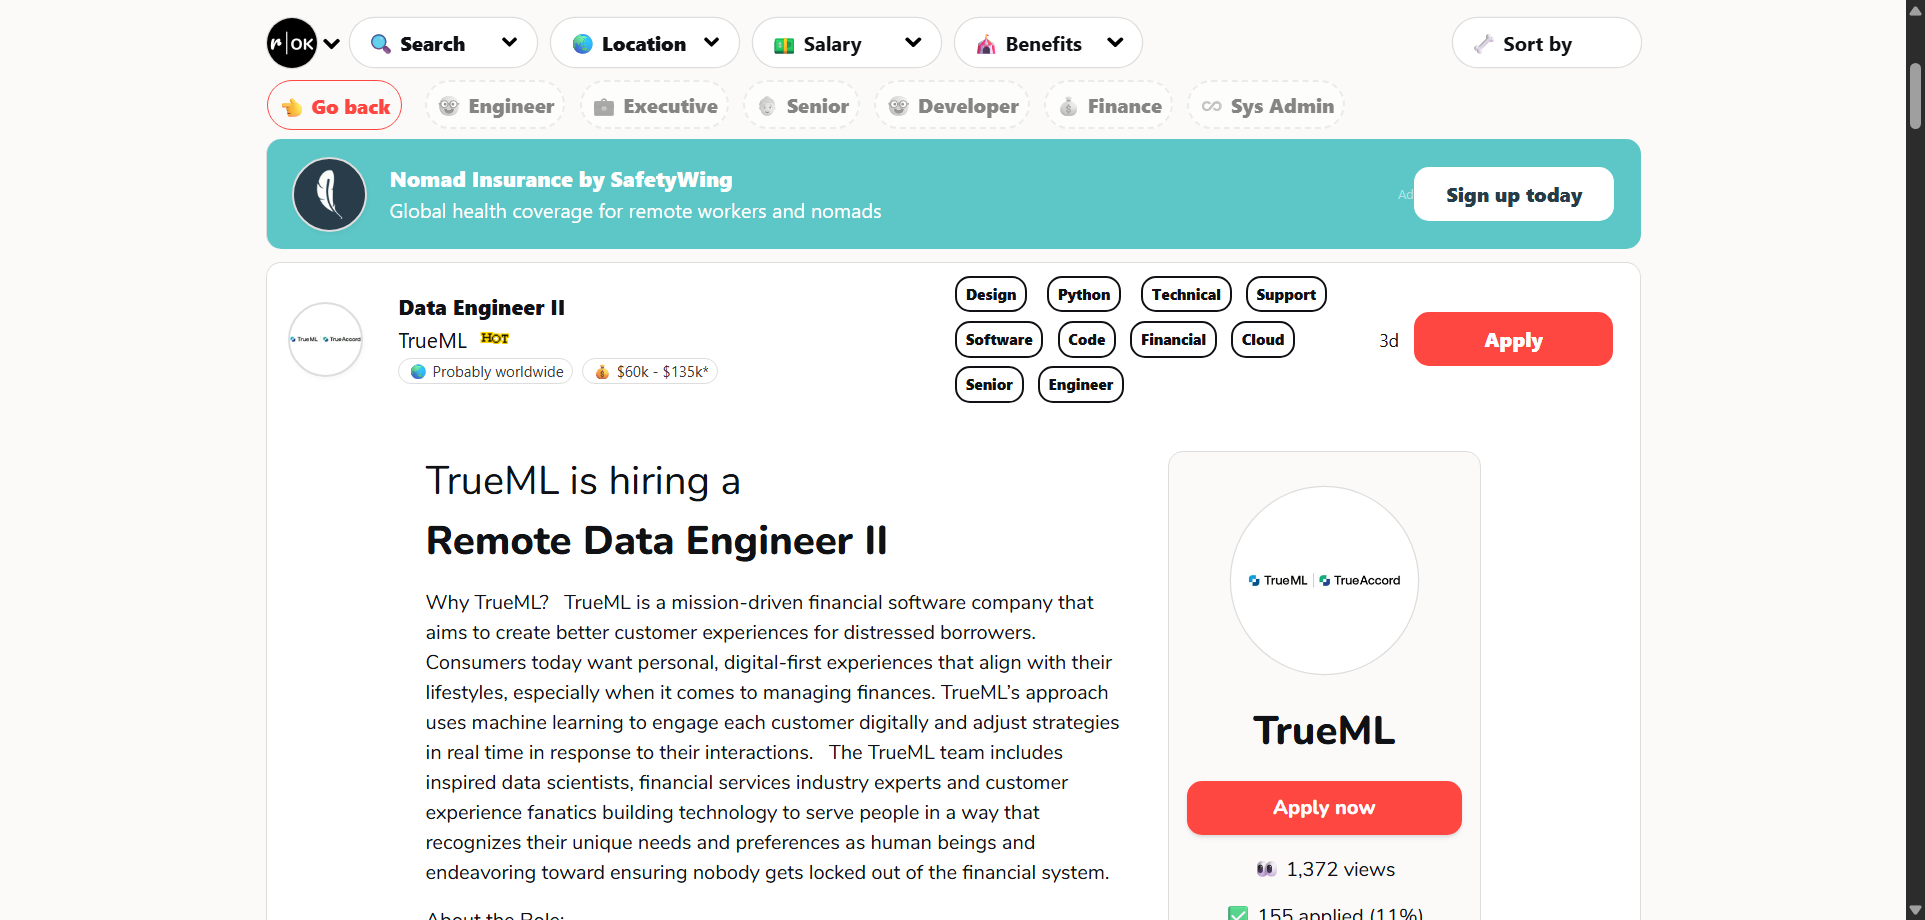 r|OK
Search
Location
Salary
Benefits
Sort by
Go back
Engineer
Executive
Senior
Developer
Finance
Sys Admin
Nomad Insurance by SafetyWing
Global health coverage for remote workers and nomads
Ad
Sign up today
TrueML TrueAccord
Data Engineer II
TrueML HOT
Probably worldwide
$60k - $135k*
Design Python Technical Support
Software Code Financial Cloud
Senior Engineer
3d
Apply
TrueML is hiring a
Remote Data Engineer II
Why TrueML?   TrueML is a mission-driven financial software company that
aims to create better customer experiences for distressed borrowers.
Consumers today want personal, digital-first experiences that align with their
lifestyles, especially when it comes to managing finances. TrueML’s approach
uses machine learning to engage each customer digitally and adjust strategies
in real time in response to their interactions.   The TrueML team includes
inspired data scientists, financial services industry experts and customer
experience fanatics building technology to serve people in a way that
recognizes their unique needs and preferences as human beings and
endeavoring toward ensuring nobody gets locked out of the financial system.
About the Role:
TrueML TrueAccord
TrueML
Apply now
1,372 views
155 applied (11%)